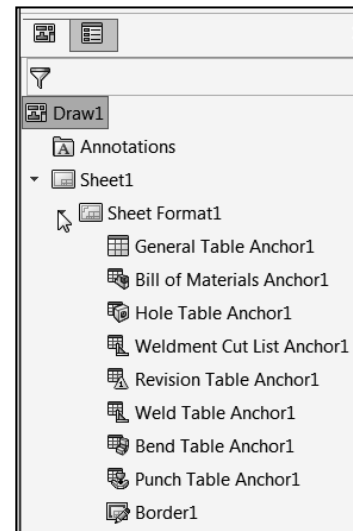 Draw1
Annotations
Sheet1
Sheet Format1
General Table Anchor1
Bill of Materials Anchor1
Hole Table Anchor1
Weldment Cut List Anchor1
Revision Table Anchor1
Weld Table Anchor1
Bend Table Anchor1
Punch Table Anchor1
Border1